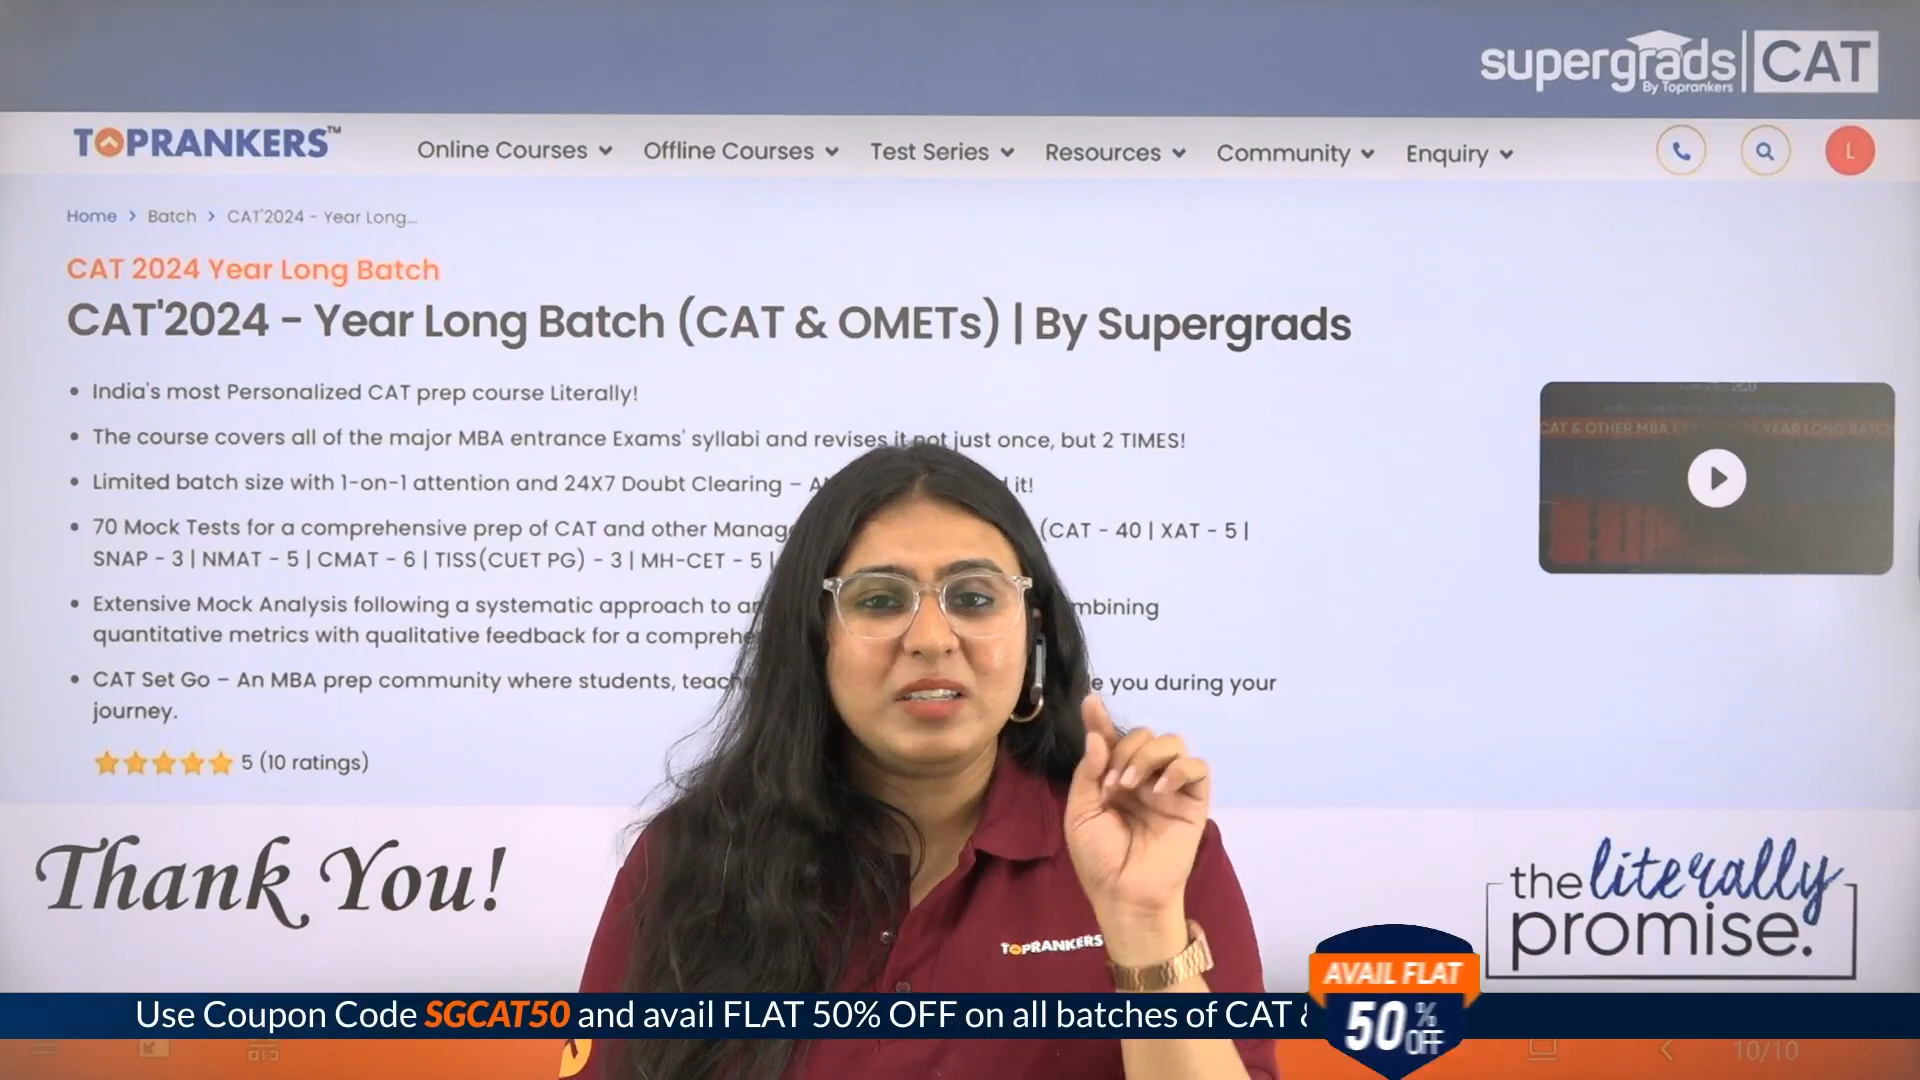 supergrads CAT
By Toprankers
TOPRANKERS™ Online Courses Offline Courses Test Series Resources Community Enquiry L
Home > Batch > CAT'2024 - Year Long...
CAT 2024 Year Long Batch
CAT'2024 - Year Long Batch (CAT & OMETs) | By Supergrads
• India's most Personalized CAT prep course Literally!
• The course covers all of the major MBA entrance Exams' syllabi and revises it not just once, but 2 TIMES!
• Limited batch size with 1-on-1 attention and 24X7 Doubt Clearing – it!
• 70 Mock Tests for a comprehensive prep of CAT and other (CAT - 40 | XAT - 5 |
SNAP - 3 | NMAT - 5 | CMAT - 6 | TISS(CUET PG) - 3 | MH-CET - 5 |
• Extensive Mock Analysis following a systematic approach to
quantitative metrics with qualitative feedback for a
• CAT Set Go – An MBA prep community where students, you during your
journey.
5 (10 ratings)
CAT & OTHER MBA YEAR LONG BATCH
Thank You!
the literally
promise.
TOPRANKERS
AVAIL FLAT
50% OFF
Use Coupon Code SGCAT50 and avail FLAT 50% OFF on all batches of CAT
10/10